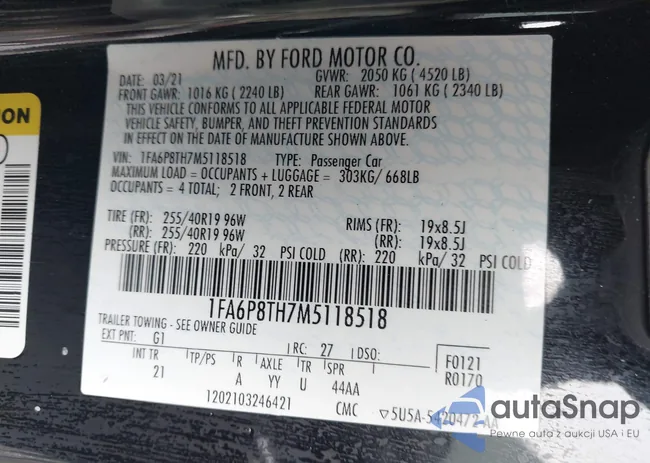 ION
MFD. BY FORD MOTOR CO.
DATE: 03/21 GVWR: 2050 KG ( 4520 LB)
FRONT GAWR: 1016 KG ( 2240 LB) REAR GAWR: 1061 KG ( 2340 LB)
THIS VEHICLE CONFORMS TO ALL APPLICABLE FEDERAL MOTOR
VEHICLE SAFETY, BUMPER, AND THEFT PREVENTION STANDARDS
IN EFFECT ON THE DATE OF MANUFACTURE SHOWN ABOVE.
VIN: 1FA6P8TH7M5118518 TYPE: Passenger Car
MAXIMUM LOAD = OCCUPANTS + LUGGAGE = 303KG/ 668LB
OCCUPANTS = 4 TOTAL; 2 FRONT, 2 REAR
TIRE (FR): 255/40R19 96W RIMS (FR): 19x8.5J
(RR): 255/40R19 96W (RR): 19x8.5J
PRESSURE (FR): 220 kPa/ 32 PSI COLD (RR): 220 kPa/ 32 PSI COLD
1FA6P8TH7M5118518
TRAILER TOWING - SEE OWNER GUIDE
EXT PNT: G1 RC: 27 DSO: F0121
INT TR TP/PS R AXLE TR SPR R0170
21 A YY U 44AA
1202103246421 CMC ▽5U5A-5420472-AA
autaSnap
Pewne auta z aukcji USA i EU